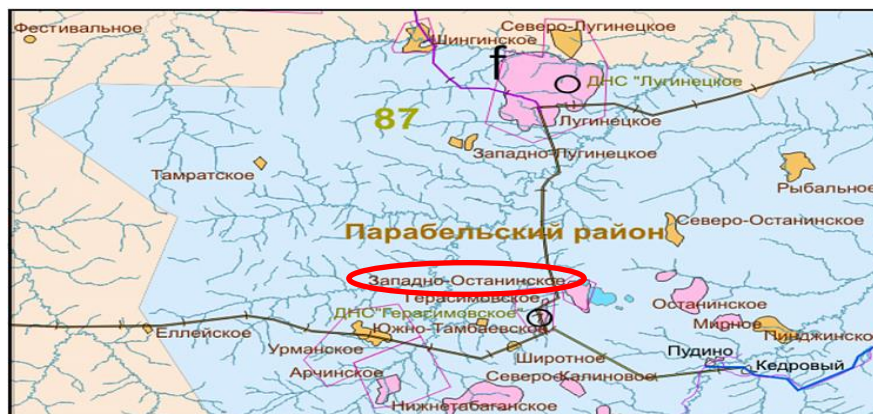 Фестивальное
Северо-Лугинецкое
Шингинское
f
ДНС "Лугинецкое
87
Лугинецкое
Западно-Лугинецкое
Тамратское
Рыбальное
Северо-Останинское
Парабельский район
Западно-Останинское
Герасимовское
Останинское
ДНС"Герасимовское"
Мирное
Южно-Тамбаевское
Еллейское
Пинджинско
Урманское
Широтное
Пудино
Кедровый
Арчинское
Северо-Калиновое
Нижнетабаганское